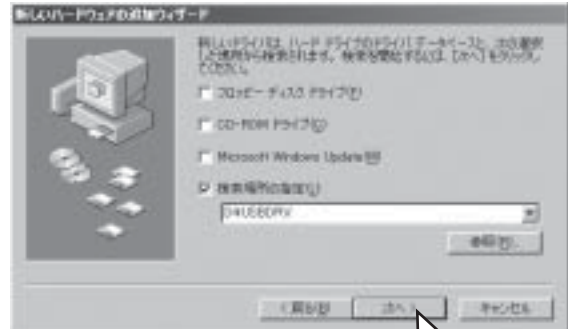 新しいハードウェアの追加ウィザード
新しいドライバは、ハード ドライブのドライバ データベースと、次の選択
した場所から検索されます。検索を開始するには、[次へ] をクリックし
てください。
フロッピー ディスク ドライブ(F)
CD-ROM ドライブ(C)
Microsoft Windows Update(M)
検索場所の指定(L)
参照(R)...
< 戻る(B)
次へ >
キャンセル